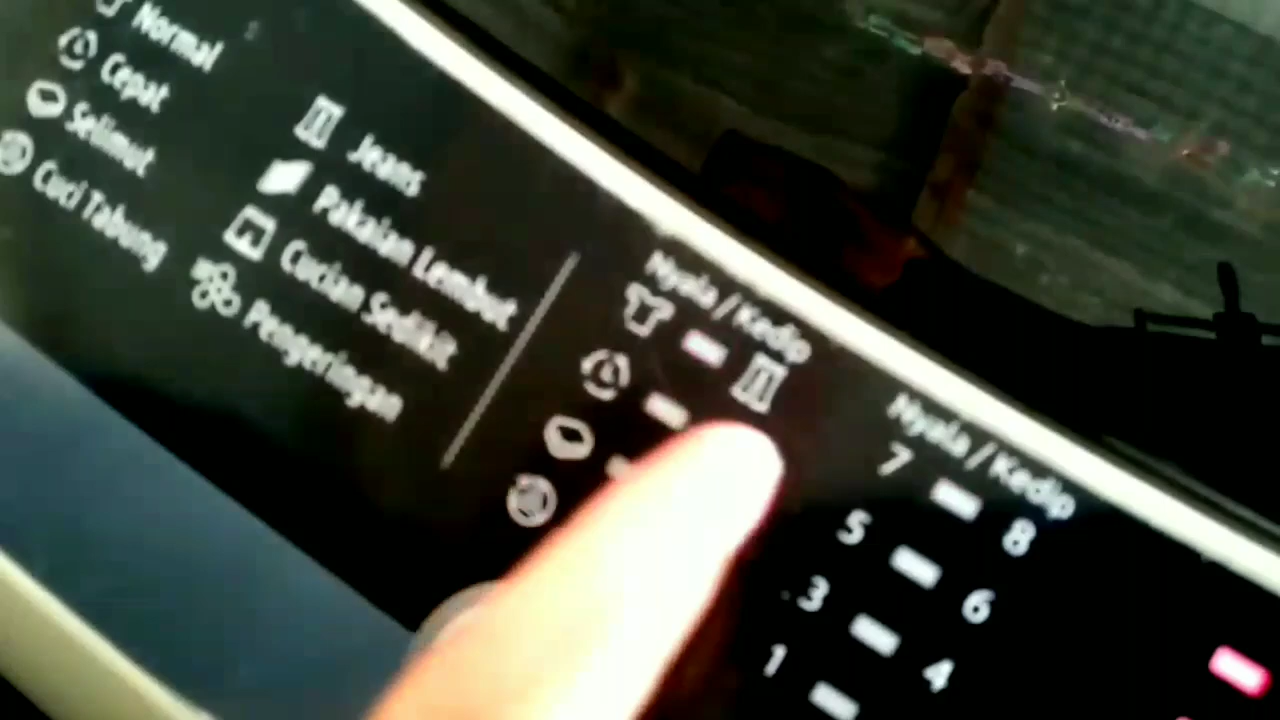 Normal
Cepat
Selimut
Cuci Tabung
Jeans
Pakaian Lembut
Cucian Sedikit
Pengeringan
Nyala / Kedip
Nyala / Kedip
7 8
5 6
3 4
1